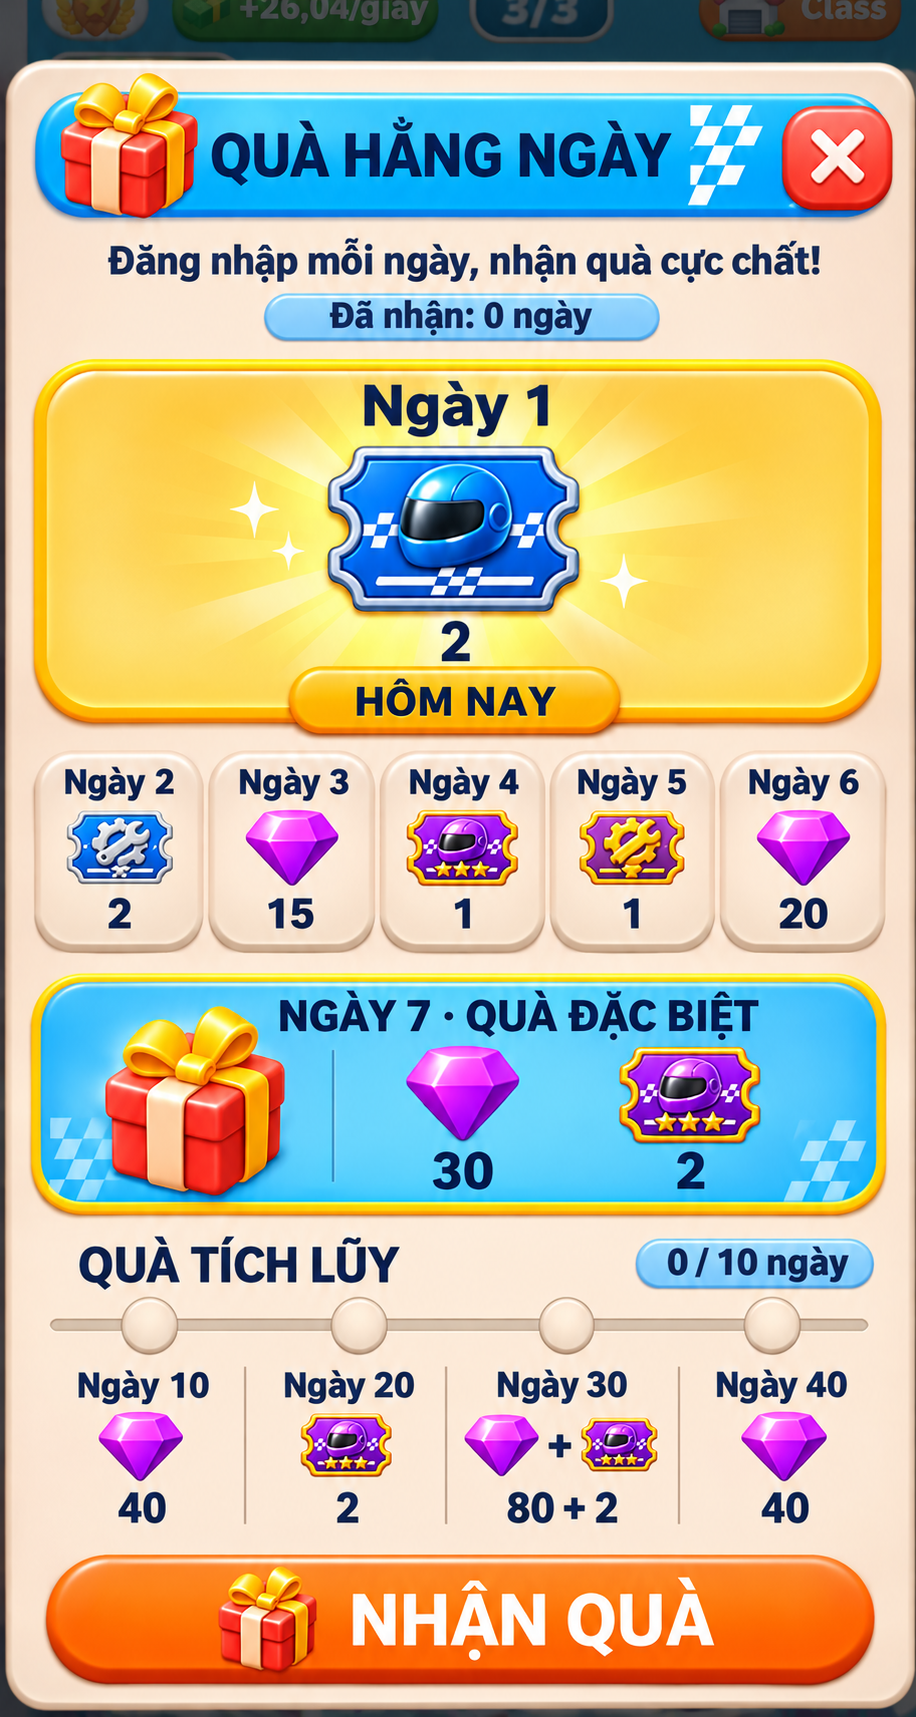 +26,04/giây
3/3
Class
QUÀ HẰNG NGÀY
Đăng nhập mỗi ngày, nhận quà cực chất!
Đã nhận: 0 ngày
Ngày 1
2
HÔM NAY
Ngày 2
2
Ngày 3
15
Ngày 4
1
Ngày 5
1
Ngày 6
20
NGÀY 7 · QUÀ ĐẶC BIỆT
30
2
QUÀ TÍCH LŨY
0 / 10 ngày
Ngày 10
40
Ngày 20
2
Ngày 30
+
80 + 2
Ngày 40
40
NHẬN QUÀ